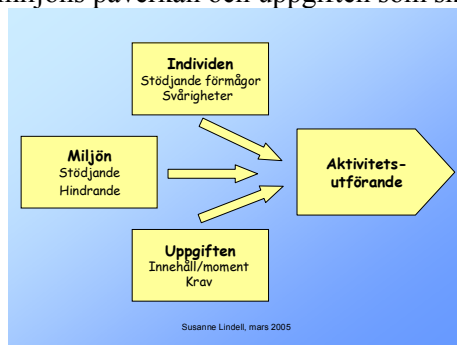 Individen
Stödjande förmågor
Svårigheter
Miljön
Stödjande
Hindrande
Aktivitets-
utförande
Uppgiften
Innehåll/moment
Krav
Susanne Lindell, mars 2005